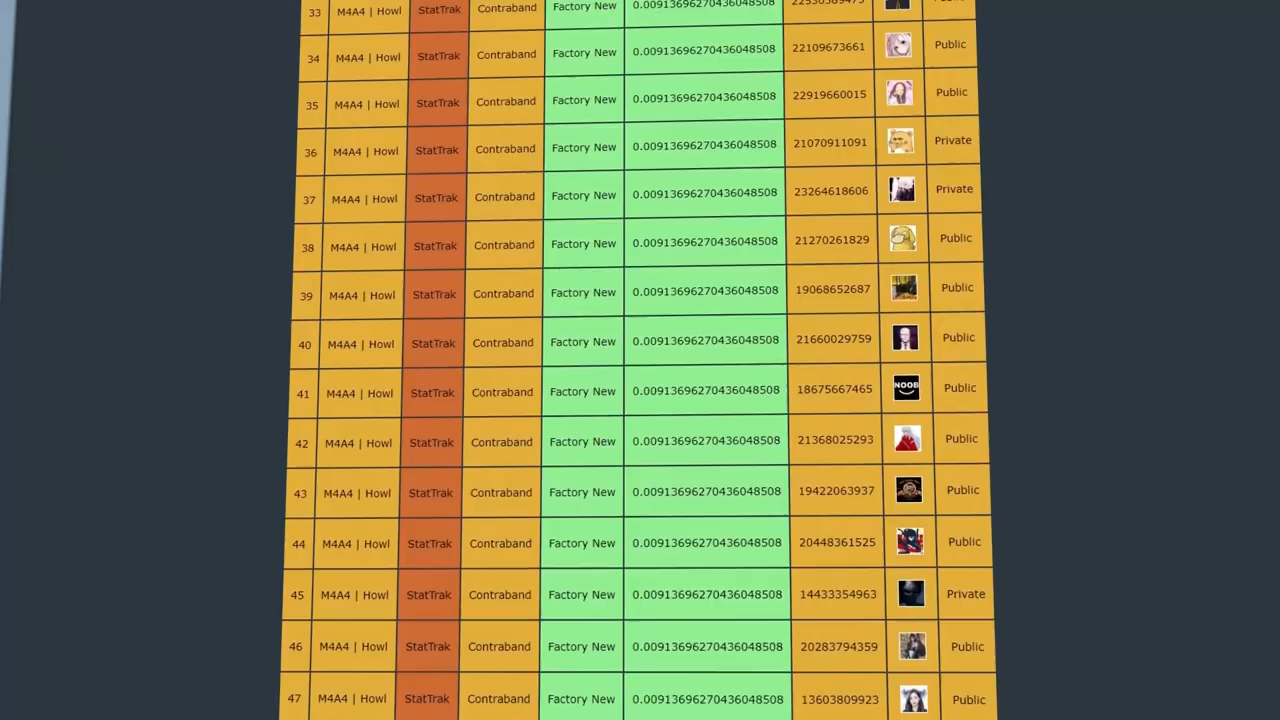 33 M4A4 | Howl StatTrak Contraband Factory New 0.00913696270436048508 22530589475 Public
34 M4A4 | Howl StatTrak Contraband Factory New 0.00913696270436048508 22109673661 Public
35 M4A4 | Howl StatTrak Contraband Factory New 0.00913696270436048508 22919660015 Public
36 M4A4 | Howl StatTrak Contraband Factory New 0.00913696270436048508 21070911091 Private
37 M4A4 | Howl StatTrak Contraband Factory New 0.00913696270436048508 23264618606 Private
38 M4A4 | Howl StatTrak Contraband Factory New 0.00913696270436048508 21270261829 Public
39 M4A4 | Howl StatTrak Contraband Factory New 0.00913696270436048508 19068652687 Public
40 M4A4 | Howl StatTrak Contraband Factory New 0.00913696270436048508 21660029759 Public
41 M4A4 | Howl StatTrak Contraband Factory New 0.00913696270436048508 18675667465 NOOB Public
42 M4A4 | Howl StatTrak Contraband Factory New 0.00913696270436048508 21368025293 Public
43 M4A4 | Howl StatTrak Contraband Factory New 0.00913696270436048508 19422063937 Public
44 M4A4 | Howl StatTrak Contraband Factory New 0.00913696270436048508 20448361525 Public
45 M4A4 | Howl StatTrak Contraband Factory New 0.00913696270436048508 14433354963 Private
46 M4A4 | Howl StatTrak Contraband Factory New 0.00913696270436048508 20283794359 Public
47 M4A4 | Howl StatTrak Contraband Factory New 0.00913696270436048508 13603809923 Public